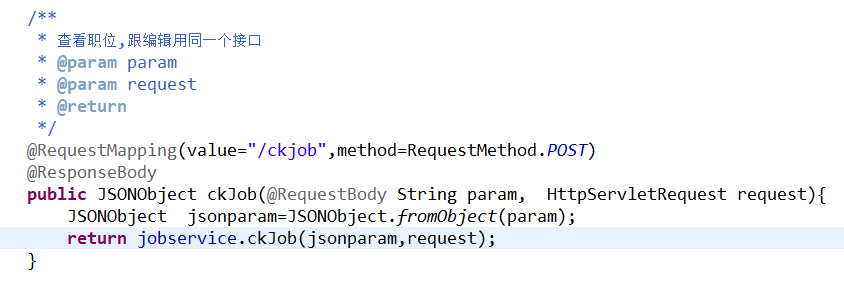 /**
 * 查看职位,跟编辑用同一个接口
 * @param param
 * @param request
 * @return
 */
@RequestMapping(value="/ckjob",method=RequestMethod.POST)
@ResponseBody
public JSONObject ckJob(@RequestBody String param,  HttpServletRequest request){
    JSONObject  jsonparam=JSONObject.fromObject(param);
    return jobservice.ckJob(jsonparam,request);
}